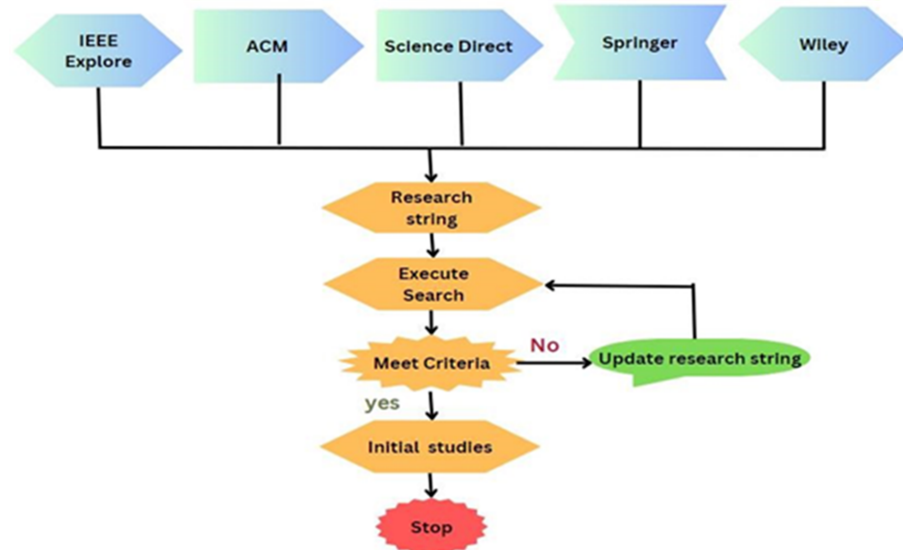 IEEE
Explore
ACM
Science Direct
Springer
Wiley
Research
string
Execute
Search
Meet Criteria
No
Update research string
yes
Initial studies
Stop